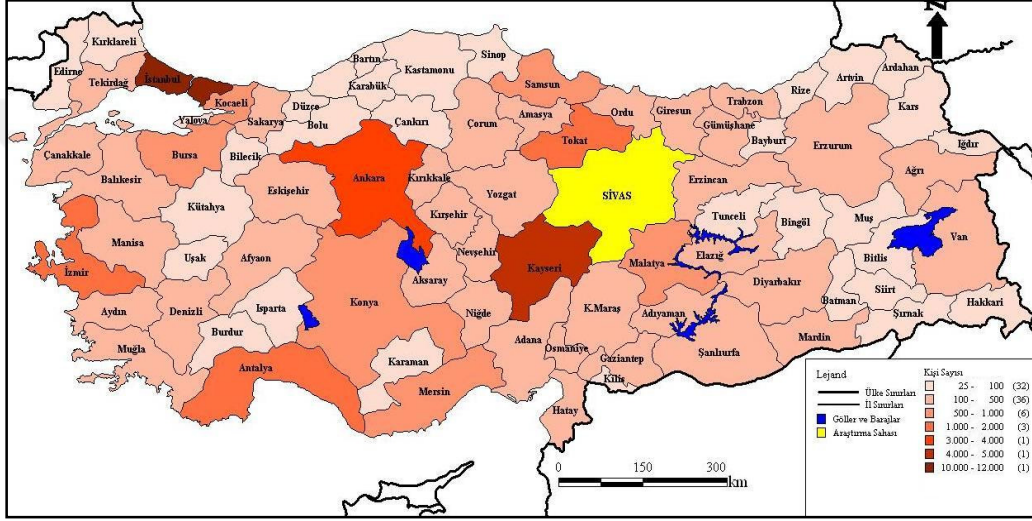 N
Kırklareli
Edirne
Tekirdağ
İstanbul
Kocaeli
Yalova
Sakarya
Düzce
Bolu
Bartın
Karabük
Kastamonu
Sinop
Çankırı
Samsun
Amasya
Çorum
Tokat
Ordu
Giresun
Trabzon
Gümüşhane
Bayburt
Rize
Artvin
Ardahan
Kars
Iğdır
Erzurum
Ağrı
Çanakkale
Balıkesir
Bursa
Bilecik
Kütahya
Eskişehir
Ankara
Kırıkkale
Kırşehir
Yozgat
SİVAS
Erzincan
Tunceli
Bingöl
Muş
Van
Bitlis
Manisa
İzmir
Uşak
Afyon
Konya
Aksaray
Nevşehir
Kayseri
Malatya
Elazığ
Diyarbakır
Batman
Siirt
Şırnak
Hakkari
Aydın
Denizli
Isparta
Burdur
Muğla
Antalya
Karaman
Mersin
Niğde
Adana
K.Maraş
Osmaniye
Gaziantep
Kilis
Adıyaman
Şanlıurfa
Mardin
Hatay
Lejand
Ülke Sınırları
İl Sınırları
Göller ve Barajlar
Araştırma Sahası
Kişi Sayısı
25 - 100 (32)
100 - 500 (36)
500 - 1.000 (6)
1.000 - 2.000 (3)
3.000 - 4.000 (1)
4.000 - 5.000 (1)
10.000 - 12.000 (1)
0 150 300
km